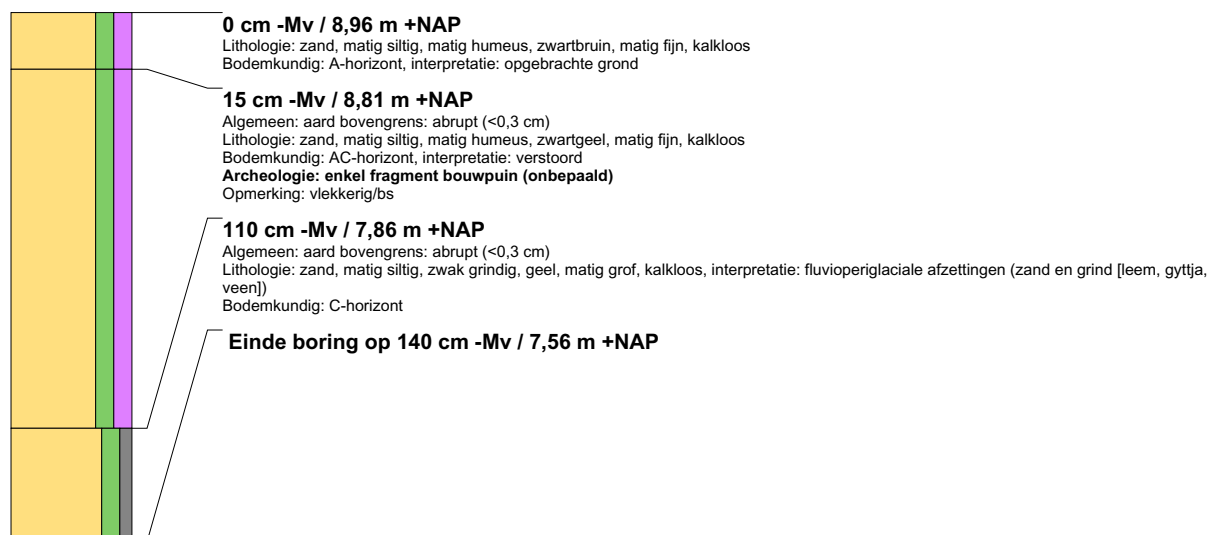 0 cm -Mv / 8,96 m +NAP
Lithologie: zand, matig siltig, matig humeus, zwartbruin, matig fijn, kalkloos
Bodemkundig: A-horizont, interpretatie: opgebrachte grond
15 cm -Mv / 8,81 m +NAP
Algemeen: aard bovengrens: abrupt (<0,3 cm)
Lithologie: zand, matig siltig, matig humeus, zwartgeel, matig fijn, kalkloos
Bodemkundig: AC-horizont, interpretatie: verstoord
Archeologie: enkel fragment bouwpuin (onbepaald)
Opmerking: vlekkerig/bs
110 cm -Mv / 7,86 m +NAP
Algemeen: aard bovengrens: abrupt (<0,3 cm)
Lithologie: zand, matig siltig, zwak grindig, geel, matig grof, kalkloos, interpretatie: fluvioperiglaciale afzettingen (zand en grind [leem, gyttja,
veen])
Bodemkundig: C-horizont
Einde boring op 140 cm -Mv / 7,56 m +NAP